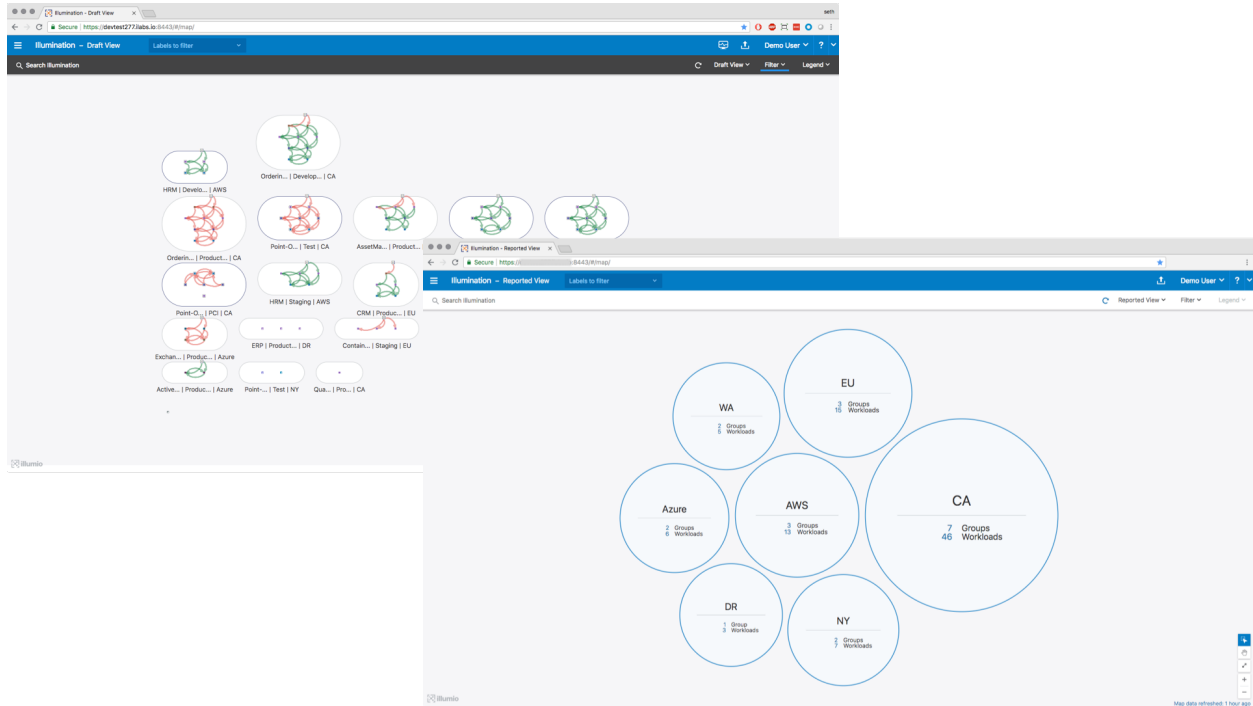 Illumination - Draft View
seth
Secure | https://devtest277.ilabs.io:8443/#/map/
Illumination – Draft View
Labels to filter
Demo User
?
Search Illumination
Draft View
Filter
Legend
Orderin... | Develop... | CA
HRM | Develo... | AWS
Orderin... | Product... | CA
Point-O... | Test | CA
AssetMa... | Product...
Point-O... | PCI | CA
HRM | Staging | AWS
CRM | Produc... | EU
Exchan... | Produc... | Azure
ERP | Product... | DR
Contain... | Staging | EU
Active... | Produc... | Azure
Point-... | Test | NY
Qua... | Pro... | CA
illumio
Illumination - Reported View
Secure | https://
:8443/#/map/
Illumination – Reported View
Labels to filter
Demo User
?
Search Illumination
Reported View
Filter
Legend
EU
3 Groups
15 Workloads
WA
2 Groups
5 Workloads
CA
7 Groups
46 Workloads
Azure
2 Groups
6 Workloads
AWS
3 Groups
13 Workloads
DR
1 Group
3 Workloads
NY
2 Groups
7 Workloads
illumio
Map data refreshed: 1 hour ago